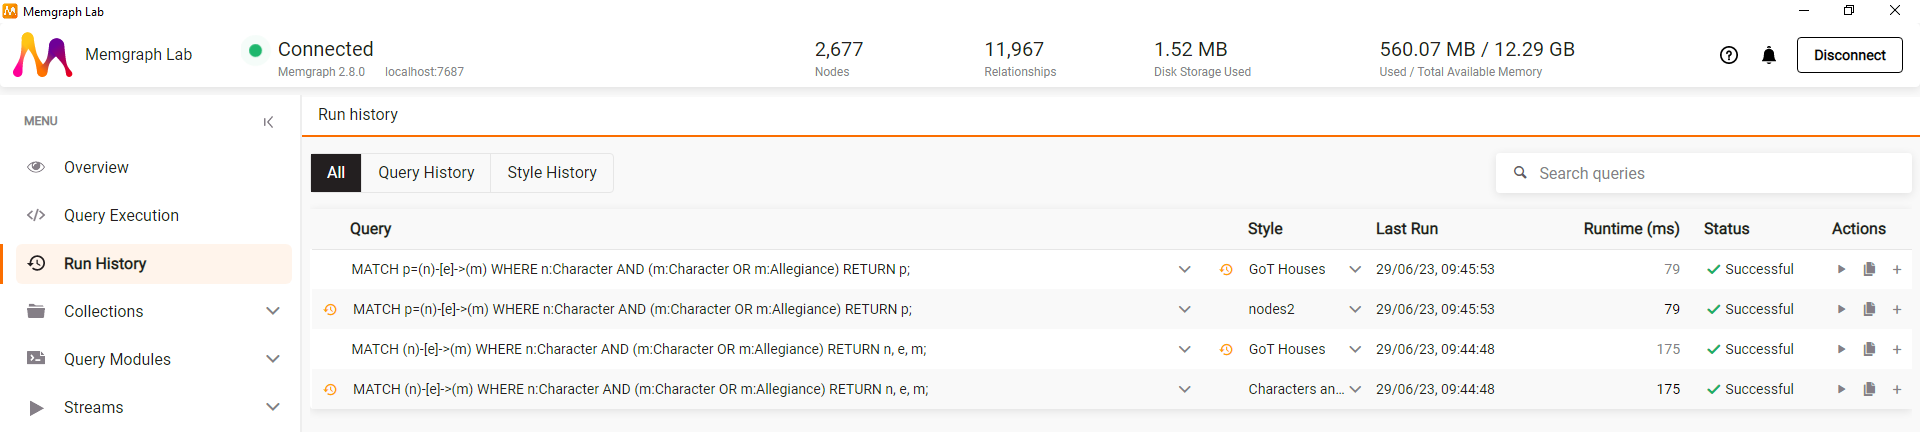 Memgraph Lab
Memgraph Lab
Connected
Memgraph 2.8.0 localhost:7687
2,677
Nodes
11,967
Relationships
1.52 MB
Disk Storage Used
560.07 MB / 12.29 GB
Used / Total Available Memory
Disconnect
MENU
Overview
Query Execution
Run History
Collections
Query Modules
Streams
Run history
All Query History Style History
Search queries
Query Style Last Run Runtime (ms) Status Actions
MATCH p=(n)-[e]->(m) WHERE n:Character AND (m:Character OR m:Allegiance) RETURN p; GoT Houses 29/06/23, 09:45:53 79 Successful
MATCH p=(n)-[e]->(m) WHERE n:Character AND (m:Character OR m:Allegiance) RETURN p; nodes2 29/06/23, 09:45:53 79 Successful
MATCH (n)-[e]->(m) WHERE n:Character AND (m:Character OR m:Allegiance) RETURN n, e, m; GoT Houses 29/06/23, 09:44:48 175 Successful
MATCH (n)-[e]->(m) WHERE n:Character AND (m:Character OR m:Allegiance) RETURN n, e, m; Characters an... 29/06/23, 09:44:48 175 Successful